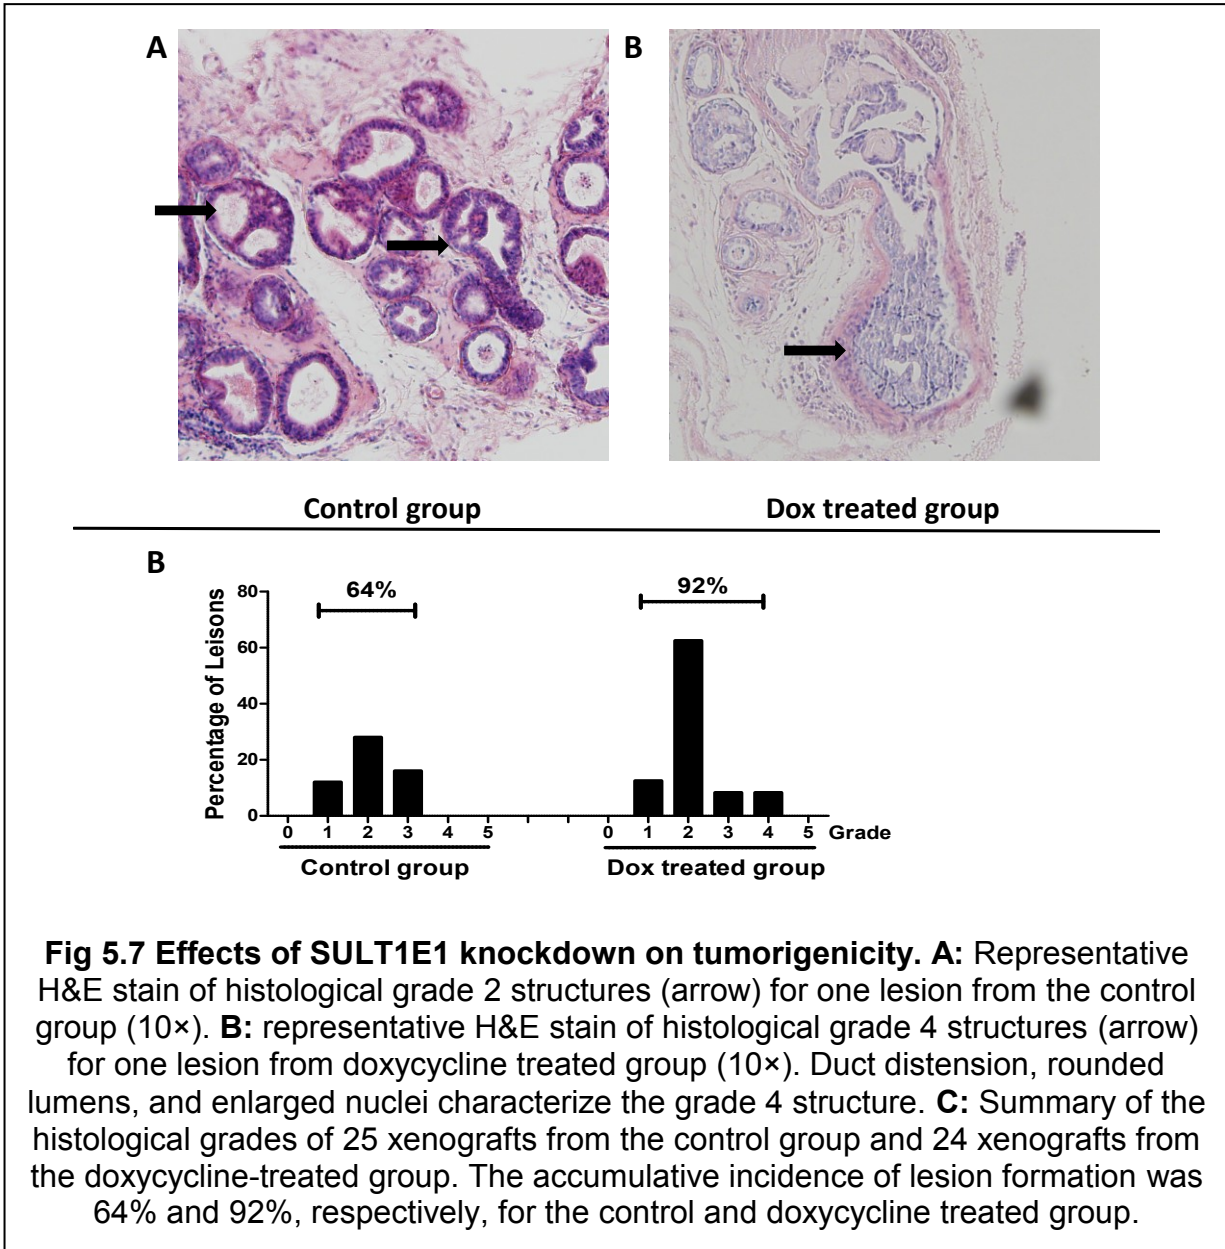 A
B
Control group
Dox treated group
B
Percentage of Leisons
80
60
40
20
0
64%
92%
0 1 2 3 4 5
0 1 2 3 4 5 Grade
Control group
Dox treated group
Fig 5.7 Effects of SULT1E1 knockdown on tumorigenicity. A: Representative
H&E stain of histological grade 2 structures (arrow) for one lesion from the control
group (10×). B: representative H&E stain of histological grade 4 structures (arrow)
for one lesion from doxycycline treated group (10×). Duct distension, rounded
lumens, and enlarged nuclei characterize the grade 4 structure. C: Summary of the
histological grades of 25 xenografts from the control group and 24 xenografts from
the doxycycline-treated group. The accumulative incidence of lesion formation was
64% and 92%, respectively, for the control and doxycycline treated group.